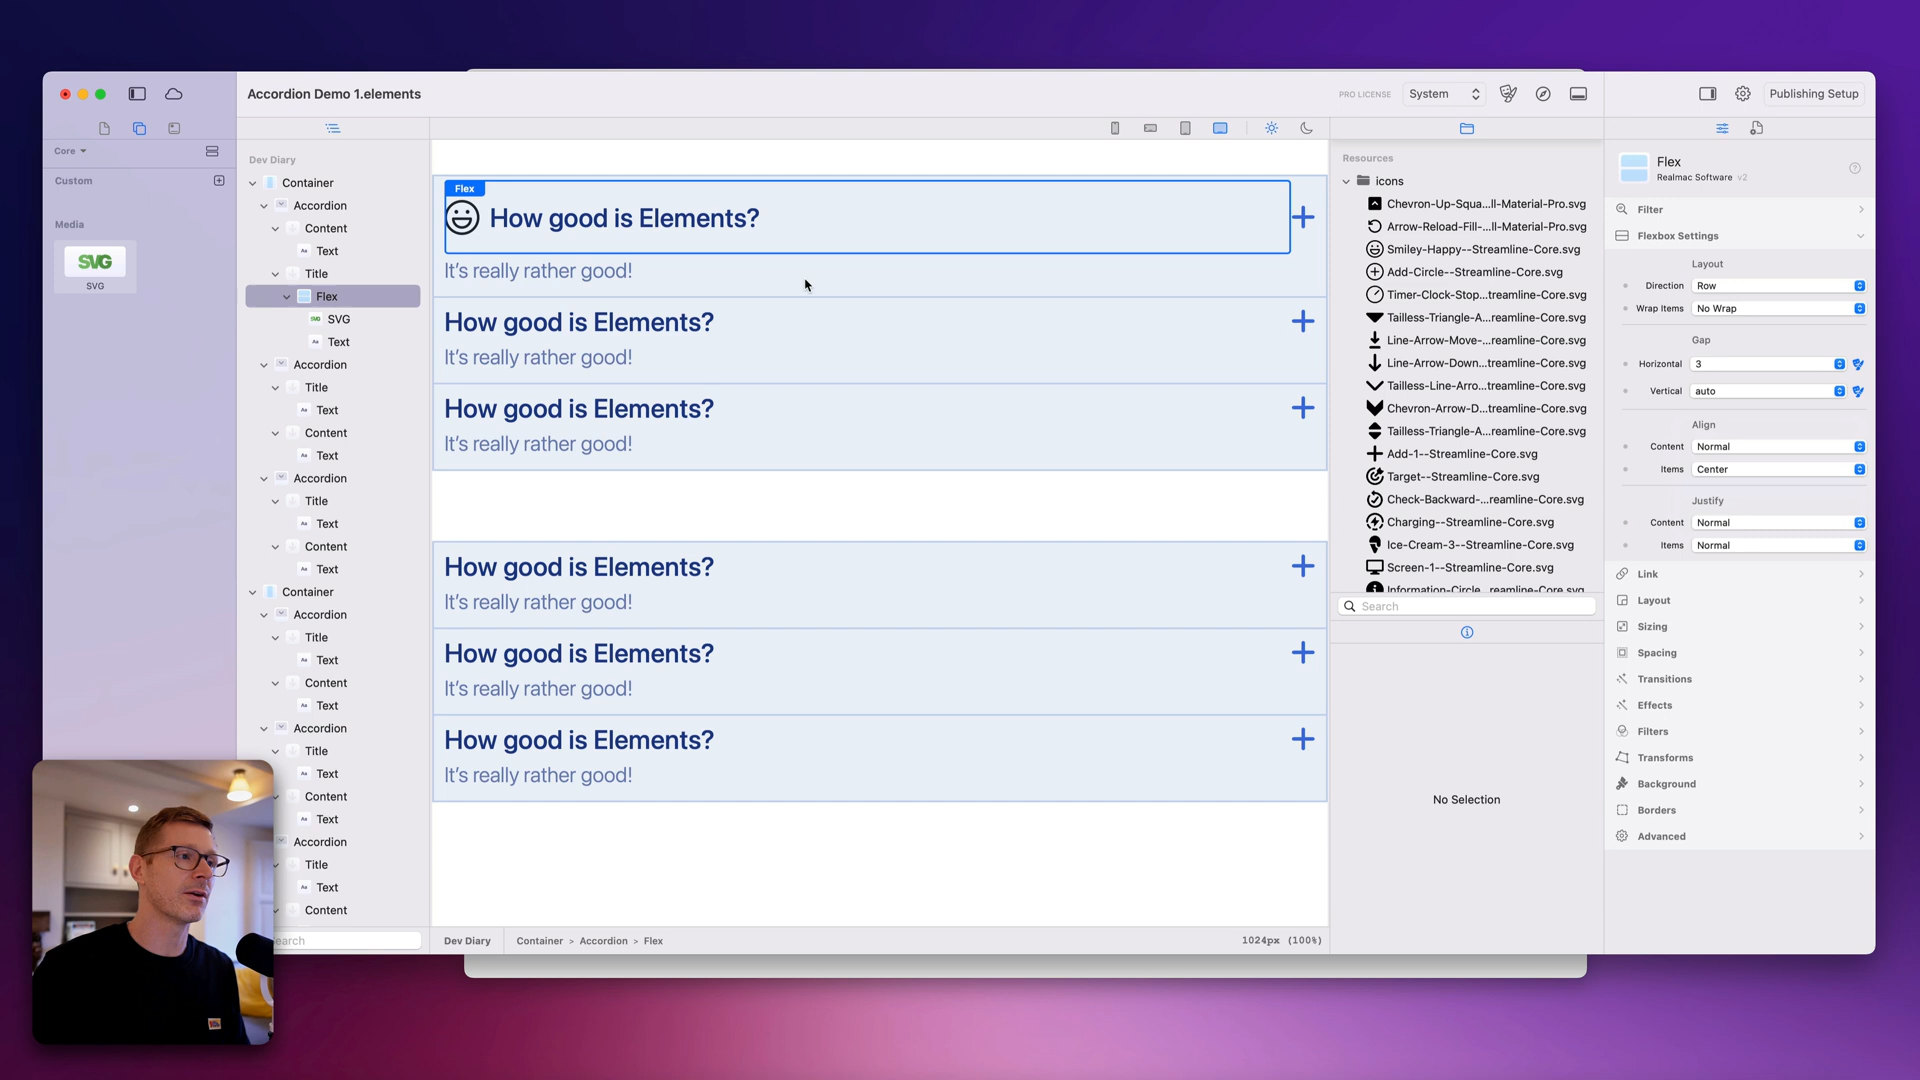 Accordion Demo 1.elements
PRO LICENSE
System
Publishing Setup
Core
Custom
Media
SVG
SVG
Dev Diary
Container
Accordion
Content
Text
Title
Flex
SVG
Text
Accordion
Title
Text
Content
Text
Accordion
Title
Text
Content
Text
Container
Accordion
Title
Text
Content
Text
Accordion
Title
Text
Content
Text
Accordion
Title
Text
Content
Flex
How good is Elements?
It's really rather good!
How good is Elements?
It's really rather good!
How good is Elements?
It's really rather good!
How good is Elements?
It's really rather good!
How good is Elements?
It's really rather good!
How good is Elements?
It's really rather good!
Dev Diary
Container > Accordion > Flex
1024px (100%)
Resources
icons
Chevron-Up-Squa...ll-Material-Pro.svg
Arrow-Reload-Fill-...ll-Material-Pro.svg
Smiley-Happy--Streamline-Core.svg
Add-Circle--Streamline-Core.svg
Timer-Clock-Stop...treamline-Core.svg
Tailless-Triangle-A...reamline-Core.svg
Line-Arrow-Move-...reamline-Core.svg
Line-Arrow-Down...treamline-Core.svg
Tailless-Line-Arro...treamline-Core.svg
Chevron-Arrow-D...treamline-Core.svg
Tailless-Triangle-A...reamline-Core.svg
Add-1--Streamline-Core.svg
Target--Streamline-Core.svg
Check-Backward-...reamline-Core.svg
Charging--Streamline-Core.svg
Ice-Cream-3--Streamline-Core.svg
Screen-1--Streamline-Core.svg
Information-Circle...reamline-Core.svg
Search
No Selection
Flex
Realmac Software v2
Filter
Flexbox Settings
Layout
Direction Row
Wrap Items No Wrap
Gap
Horizontal 3
Vertical auto
Align
Content Normal
Items Center
Justify
Content Normal
Items Normal
Link
Layout
Sizing
Spacing
Transitions
Effects
Filters
Transforms
Background
Borders
Advanced